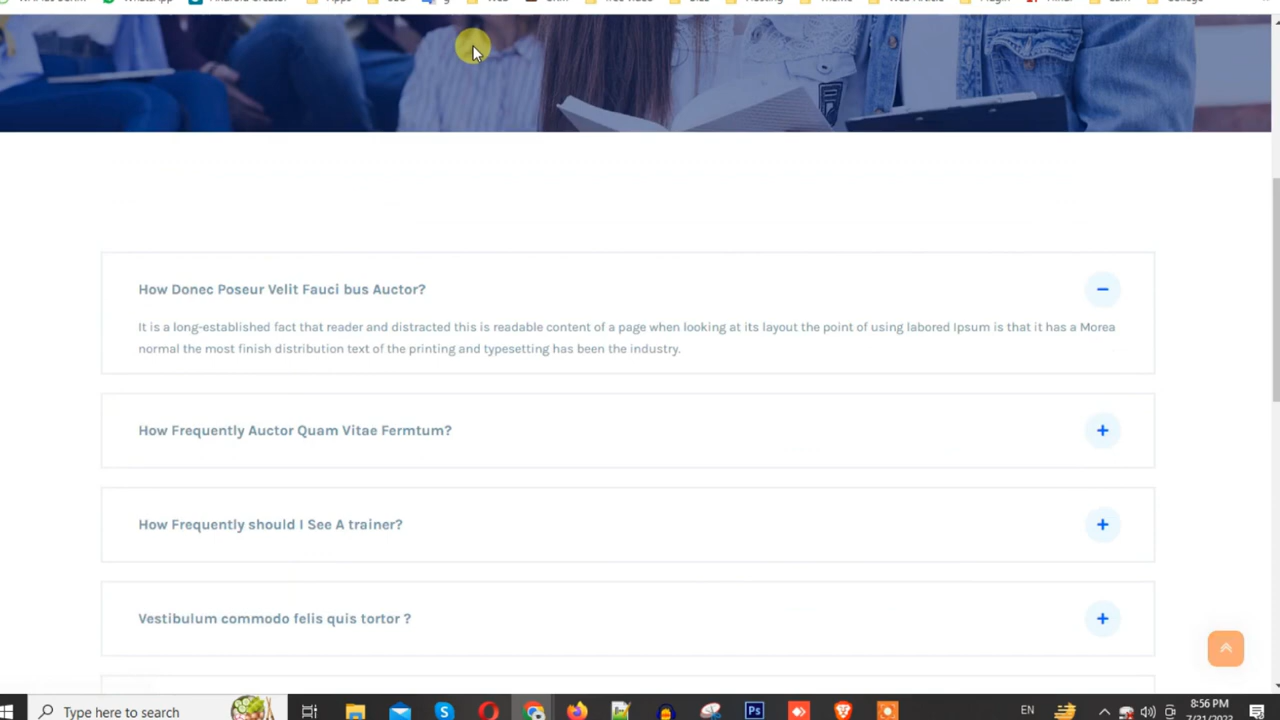 How Donec Poseur Velit Fauci bus Auctor?
It is a long-established fact that reader and distracted this is readable content of a page when looking at its layout the point of using labored Ipsum is that it has a Morea
normal the most finish distribution text of the printing and typesetting has been the industry.
How Frequently Auctor Quam Vitae Fermtum?
How Frequently should I See A trainer?
Vestibulum commodo felis quis tortor ?
Type here to search
Ps
EN
8:56 PM